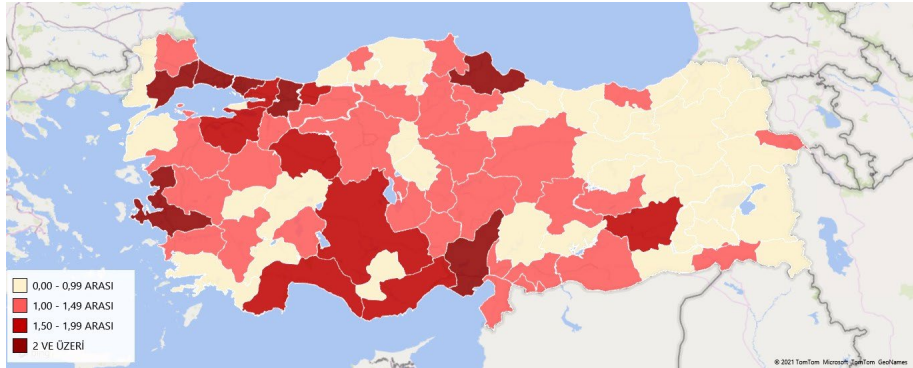 0,00 - 0,99 ARASI
1,00 - 1,49 ARASI
1,50 - 1,99 ARASI
2 VE ÜZERİ
© 2021 TomTom Microsoft TomTom GeoNames